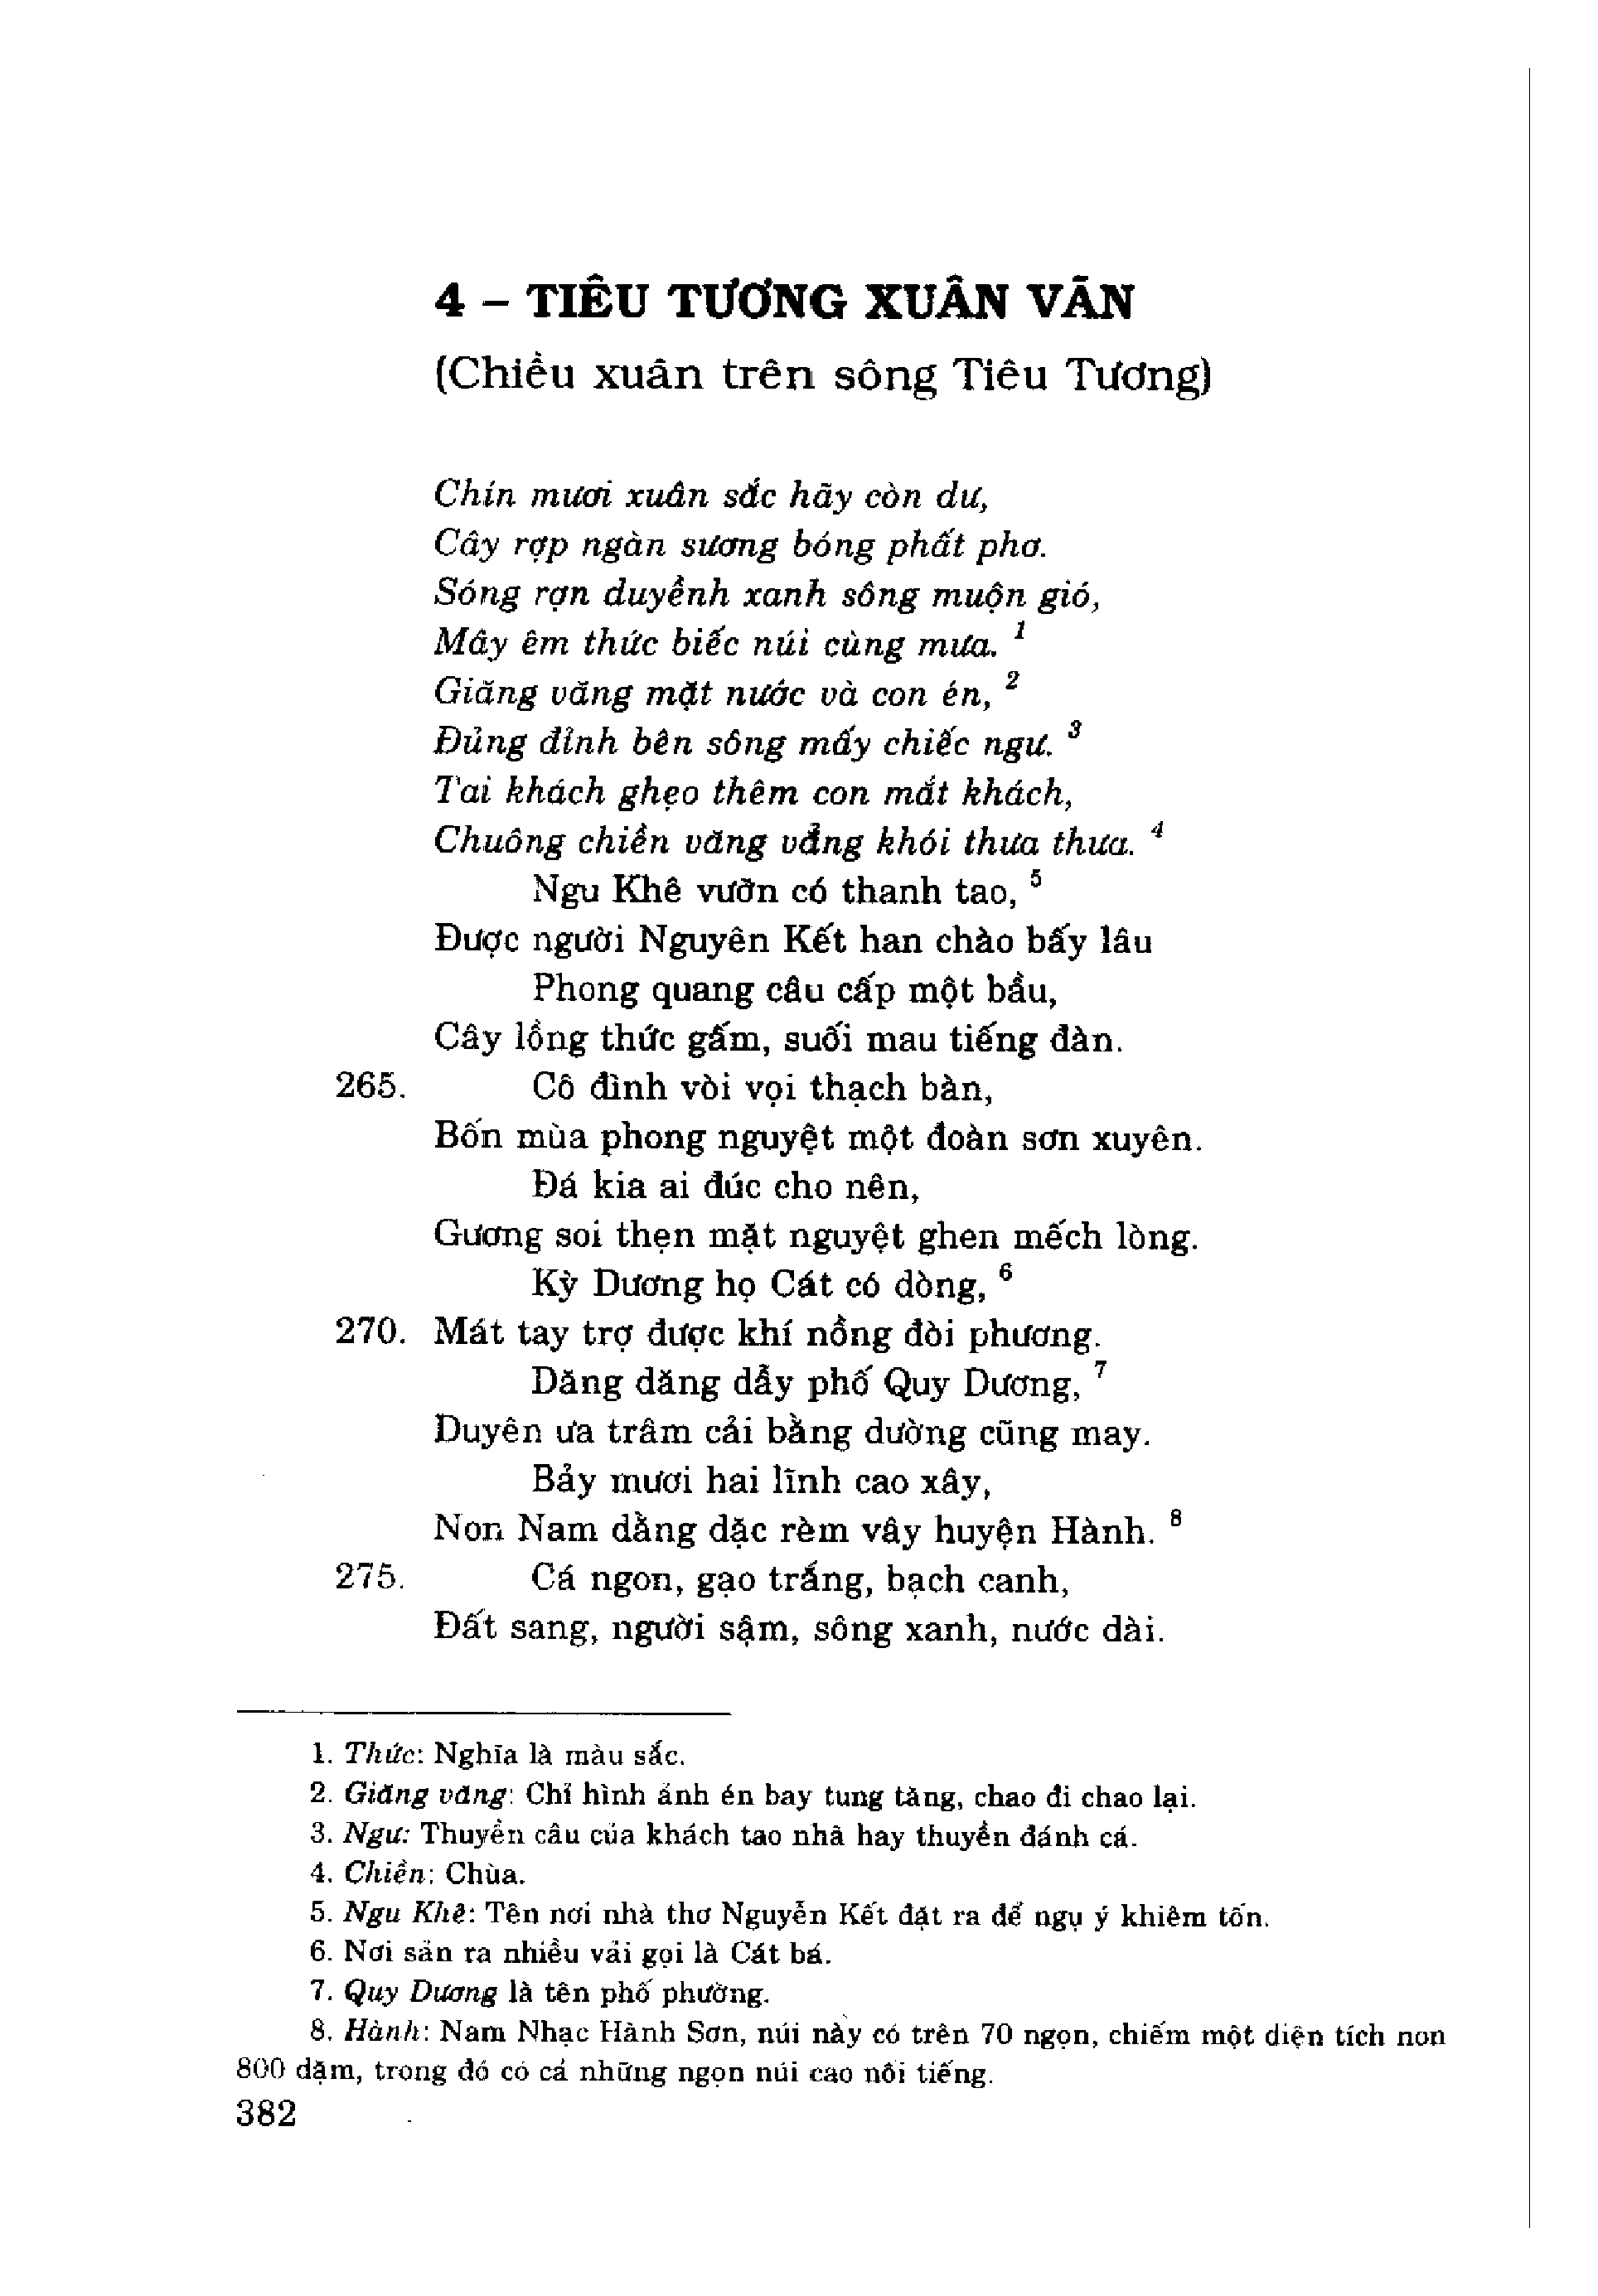 4 – TIÊU TƯƠNG XUÂN VÃN
(Chiều xuân trên sông Tiêu Tương)
Chín mươi xuân sắc hãy còn dư,
Cây rợp ngàn sương bóng phất phơ.
Sóng rợn duyềnh xanh sông muộn gió,
Mây êm thức biếc núi cùng mưa. 1
Giăng văng mặt nước và con én, 2
Đủng đỉnh bên sông mấy chiếc ngư. 3
Tai khách ghẹo thêm con mắt khách,
Chuông chiền văng vẳng khói thưa thưa. 4
Ngu Khê vườn có thanh tao, 5
Được người Nguyên Kết han chào bấy lâu
Phong quang câu cấp một bầu,
Cây lồng thức gấm, suối mau tiếng đàn.
265. Cô đình vòi vọi thạch bàn,
Bốn mùa phong nguyệt một đoàn sơn xuyên.
Đá kia ai đúc cho nên,
Gương soi thẹn mặt nguyệt ghen mếch lòng.
Kỳ Dương họ Cát có dòng, 6
270. Mát tay trợ được khí nồng đòi phương.
Dăng dăng dẫy phố Quy Dương, 7
Duyên ưa trâm cải bằng dường cũng may.
Bảy mươi hai lĩnh cao xây,
Non Nam dằng dặc rèm vây huyện Hành. 8
275. Cá ngon, gạo trắng, bạch canh,
Đất sang, người sậm, sông xanh, nước dài.
1. Thức: Nghĩa là màu sắc.
2. Giăng văng: Chỉ hình ảnh én bay tung tăng, chao đi chao lại.
3. Ngư: Thuyền câu của khách tao nhã hay thuyền đánh cá.
4. Chiền: Chùa.
5. Ngu Khê: Tên nơi nhà thơ Nguyễn Kết đặt ra để ngụ ý khiêm tốn.
6. Nơi sản ra nhiều vải gọi là Cát bá.
7. Quy Dương là tên phố phường.
8. Hành: Nam Nhạc Hành Sơn, núi này có trên 70 ngọn, chiếm một diện tích non
800 dặm, trong đó có cả những ngọn núi cao nổi tiếng.
382